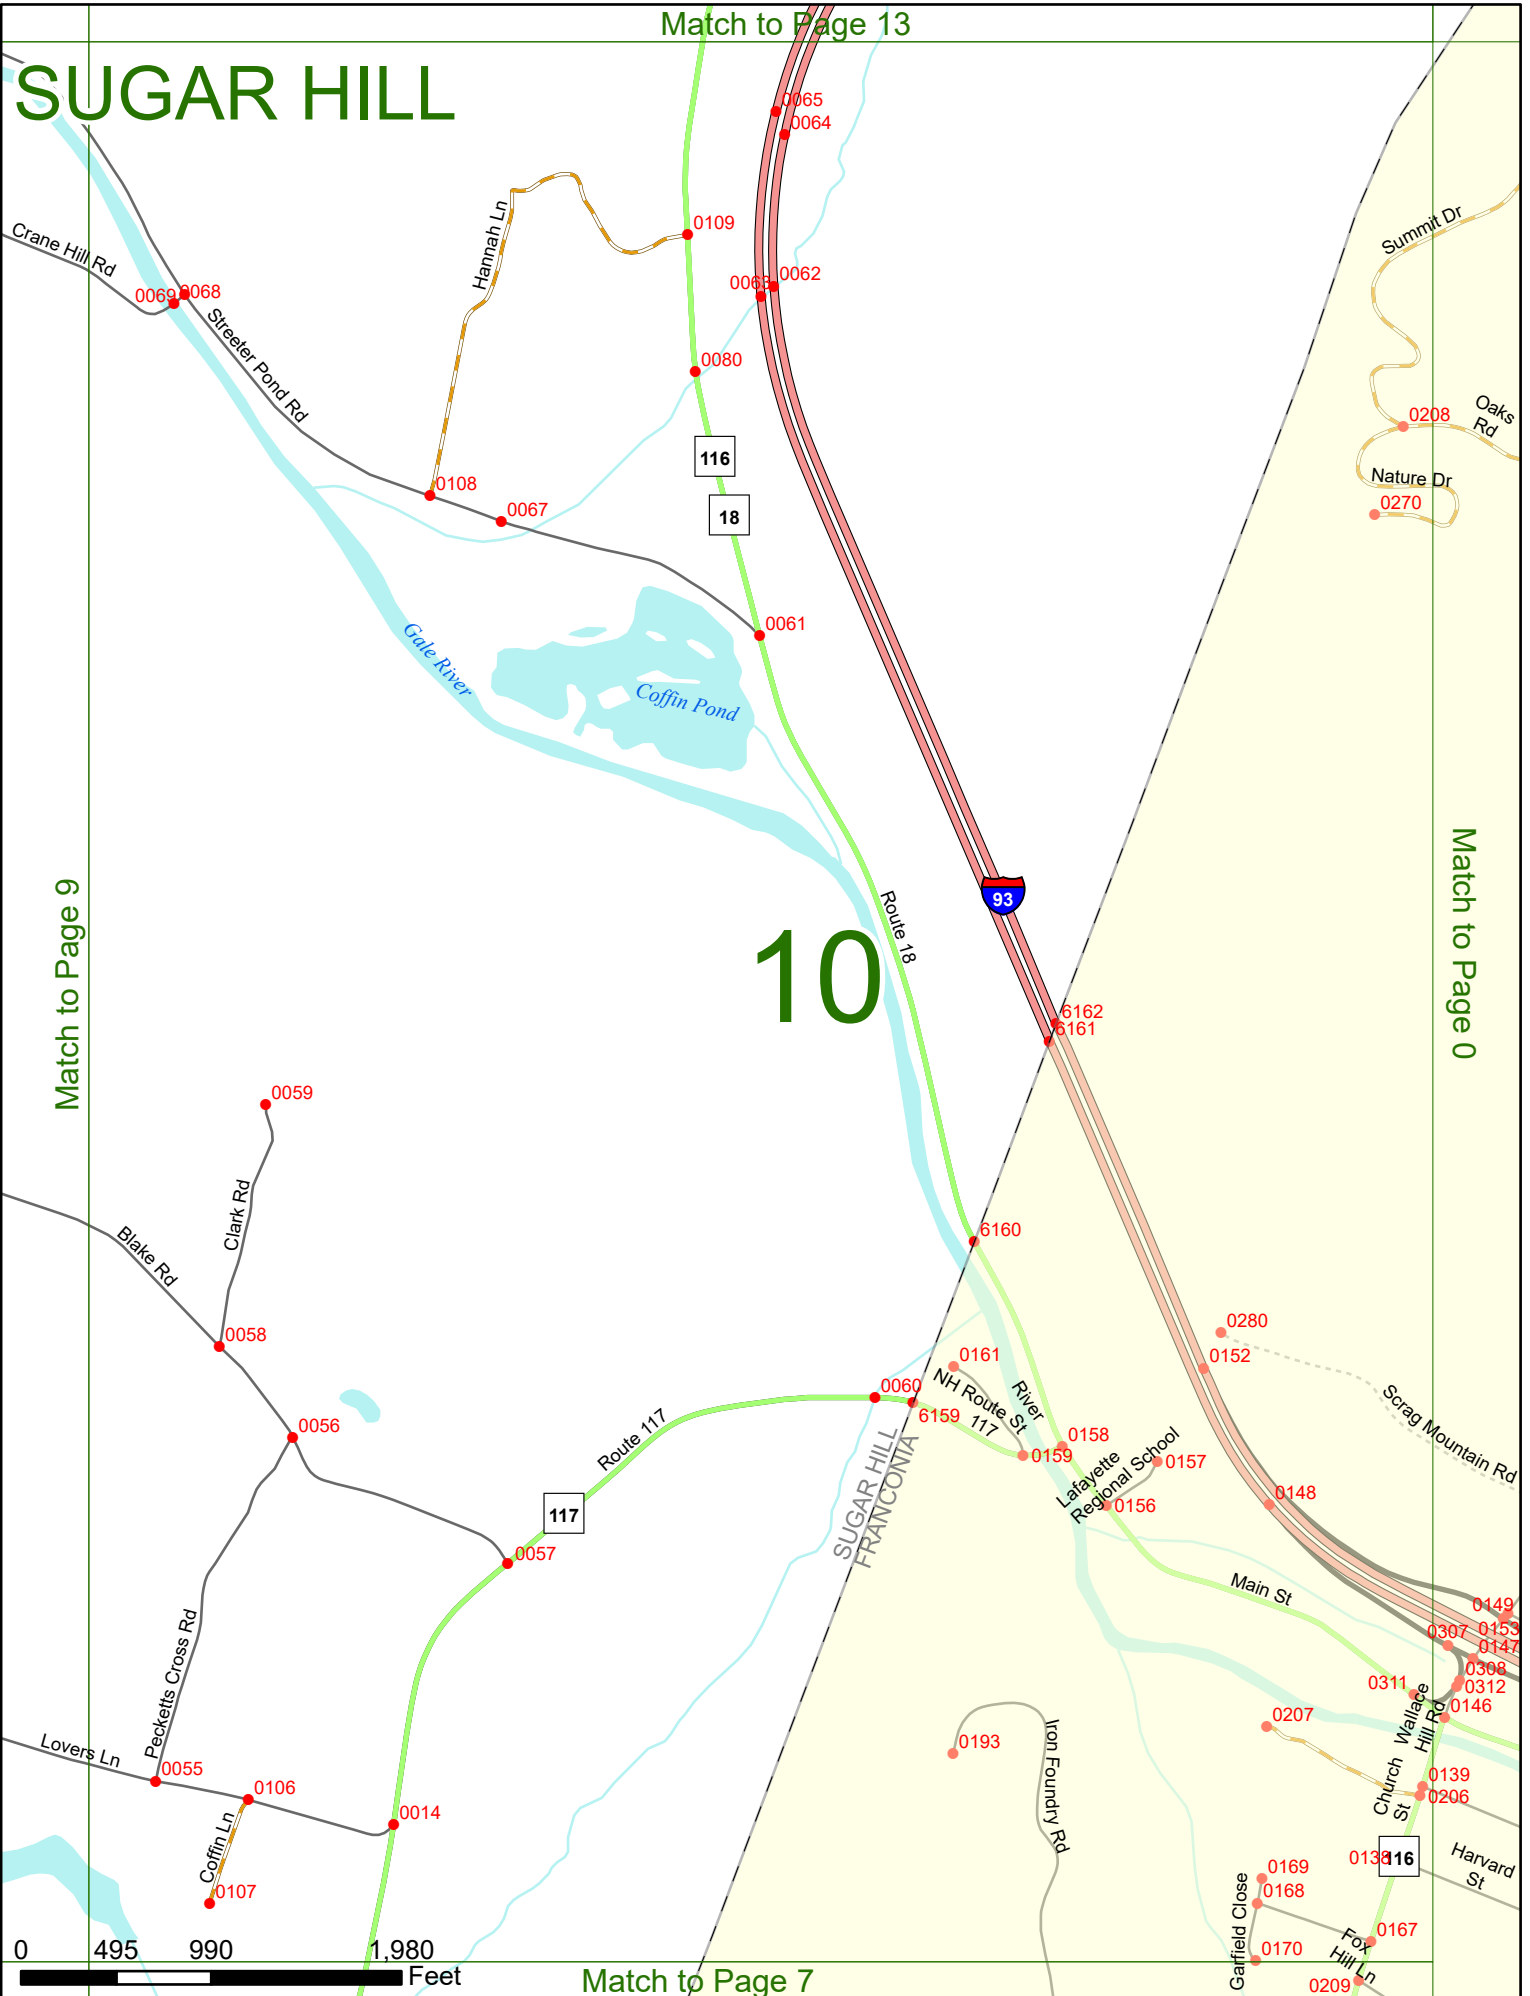 Match to Page 13
SUGAR HILL
0065
0064
Hannah Ln
0109
Summit Dr
Crane Hill Rd
0069
0068
0063
0062
Streeter Pond Rd
0080
Oaks
Rd
0208
116
Nature Dr
0108
0067
18
0270
0061
Gale River
Coffin Pond
Match to Page 9
Route 18
93
10
Match to Page 0
6162
6161
0059
Clark Rd
Blake Rd
6160
0058
0280
0161
0152
NH Route St
117
River
0060
6159
Scrag Mountain Rd
0056
Route 117
0158
0159
Lafayette
Regional School
0157
SUGAR HILL
FRANCONIA
0156
0148
117
0057
Main St
0149
0153
0147
0307
0308
0312
0311
Pecketts Cross Rd
Wallace
Hill Rd
0146
0207
Lovers Ln
0193
Iron Foundry Rd
0055
0106
Church
St
0139
0206
0014
Coffin Ln
0138
116
Harvard
St
0107
0169
0168
Garfield Close
0167
Fox
Hill Ln
0170
0209
0 495 990 1,980
Feet
Match to Page 7